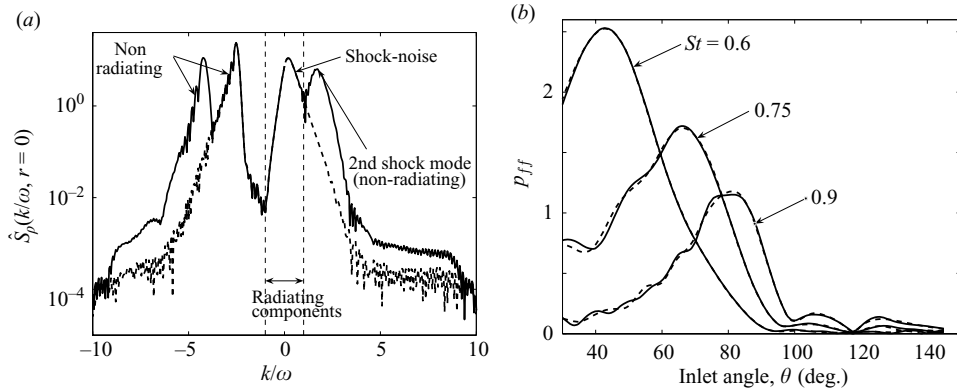 (a)
Non
radiating
Shock-noise
10^0
2nd shock mode
(non-radiating)
Ŝ_ρ(k/ω, r = 0)
10^−2
10^−4
Radiating
components
−10
−5
0
5
10
k/ω
(b)
St = 0.6
2
0.75
p_ff
1
0.9
0
40
60
80
100
120
140
Inlet angle, θ (deg.)